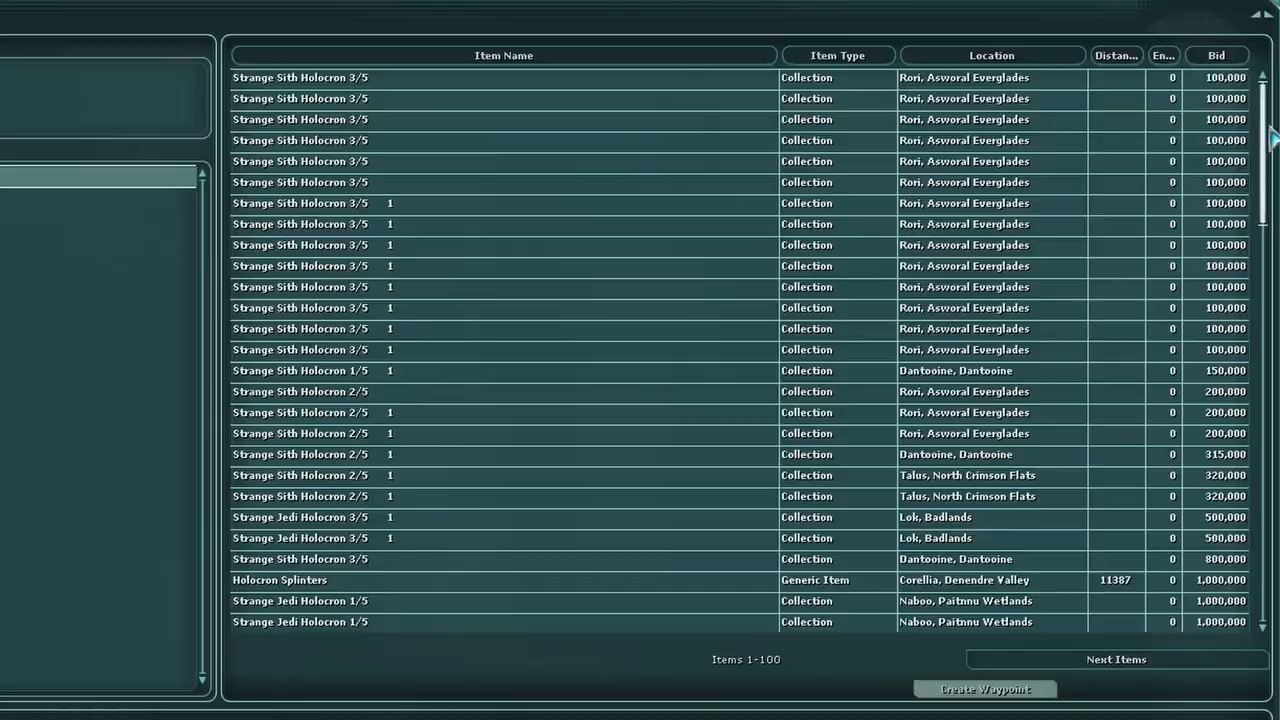 Item Name Item Type Location Distan... En... Bid
Strange Sith Holocron 3/5 Collection Rori, Asworal Everglades 0 100,000
Strange Sith Holocron 3/5 Collection Rori, Asworal Everglades 0 100,000
Strange Sith Holocron 3/5 Collection Rori, Asworal Everglades 0 100,000
Strange Sith Holocron 3/5 Collection Rori, Asworal Everglades 0 100,000
Strange Sith Holocron 3/5 Collection Rori, Asworal Everglades 0 100,000
Strange Sith Holocron 3/5 Collection Rori, Asworal Everglades 0 100,000
Strange Sith Holocron 3/5 1 Collection Rori, Asworal Everglades 0 100,000
Strange Sith Holocron 3/5 1 Collection Rori, Asworal Everglades 0 100,000
Strange Sith Holocron 3/5 1 Collection Rori, Asworal Everglades 0 100,000
Strange Sith Holocron 3/5 1 Collection Rori, Asworal Everglades 0 100,000
Strange Sith Holocron 3/5 1 Collection Rori, Asworal Everglades 0 100,000
Strange Sith Holocron 3/5 1 Collection Rori, Asworal Everglades 0 100,000
Strange Sith Holocron 3/5 1 Collection Rori, Asworal Everglades 0 100,000
Strange Sith Holocron 3/5 1 Collection Rori, Asworal Everglades 0 100,000
Strange Sith Holocron 1/5 1 Collection Dantooine, Dantooine 0 150,000
Strange Sith Holocron 2/5 Collection Rori, Asworal Everglades 0 200,000
Strange Sith Holocron 2/5 1 Collection Rori, Asworal Everglades 0 200,000
Strange Sith Holocron 2/5 1 Collection Rori, Asworal Everglades 0 200,000
Strange Sith Holocron 2/5 1 Collection Dantooine, Dantooine 0 315,000
Strange Sith Holocron 2/5 1 Collection Talus, North Crimson Flats 0 320,000
Strange Sith Holocron 2/5 1 Collection Talus, North Crimson Flats 0 320,000
Strange Jedi Holocron 3/5 1 Collection Lok, Badlands 0 500,000
Strange Jedi Holocron 3/5 1 Collection Lok, Badlands 0 500,000
Strange Sith Holocron 3/5 Collection Dantooine, Dantooine 0 800,000
Holocron Splinters Generic Item Corellia, Denendre Valley 11387 0 1,000,000
Strange Jedi Holocron 1/5 Collection Naboo, Paitnnu Wetlands 0 1,000,000
Strange Jedi Holocron 1/5 Collection Naboo, Paitnnu Wetlands 0 1,000,000
Items 1-100 Next Items
Create Waypoint